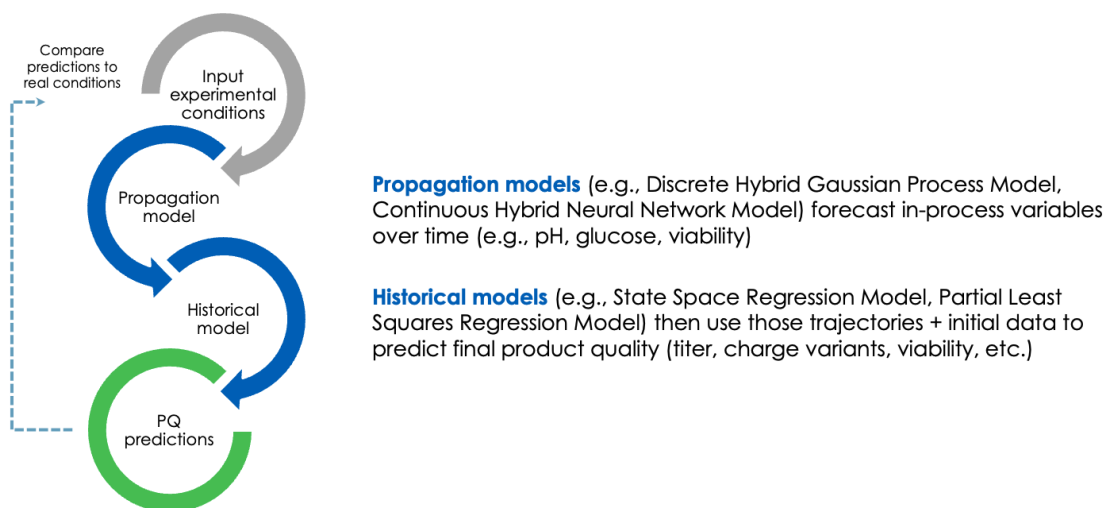 Compare
predictions to
real conditions
Input
experimental
conditions
Propagation
model
Historical
model
PQ
predictions
Propagation models (e.g., Discrete Hybrid Gaussian Process Model,
Continuous Hybrid Neural Network Model) forecast in-process variables
over time (e.g., pH, glucose, viability)
Historical models (e.g., State Space Regression Model, Partial Least
Squares Regression Model) then use those trajectories + initial data to
predict final product quality (titer, charge variants, viability, etc.)